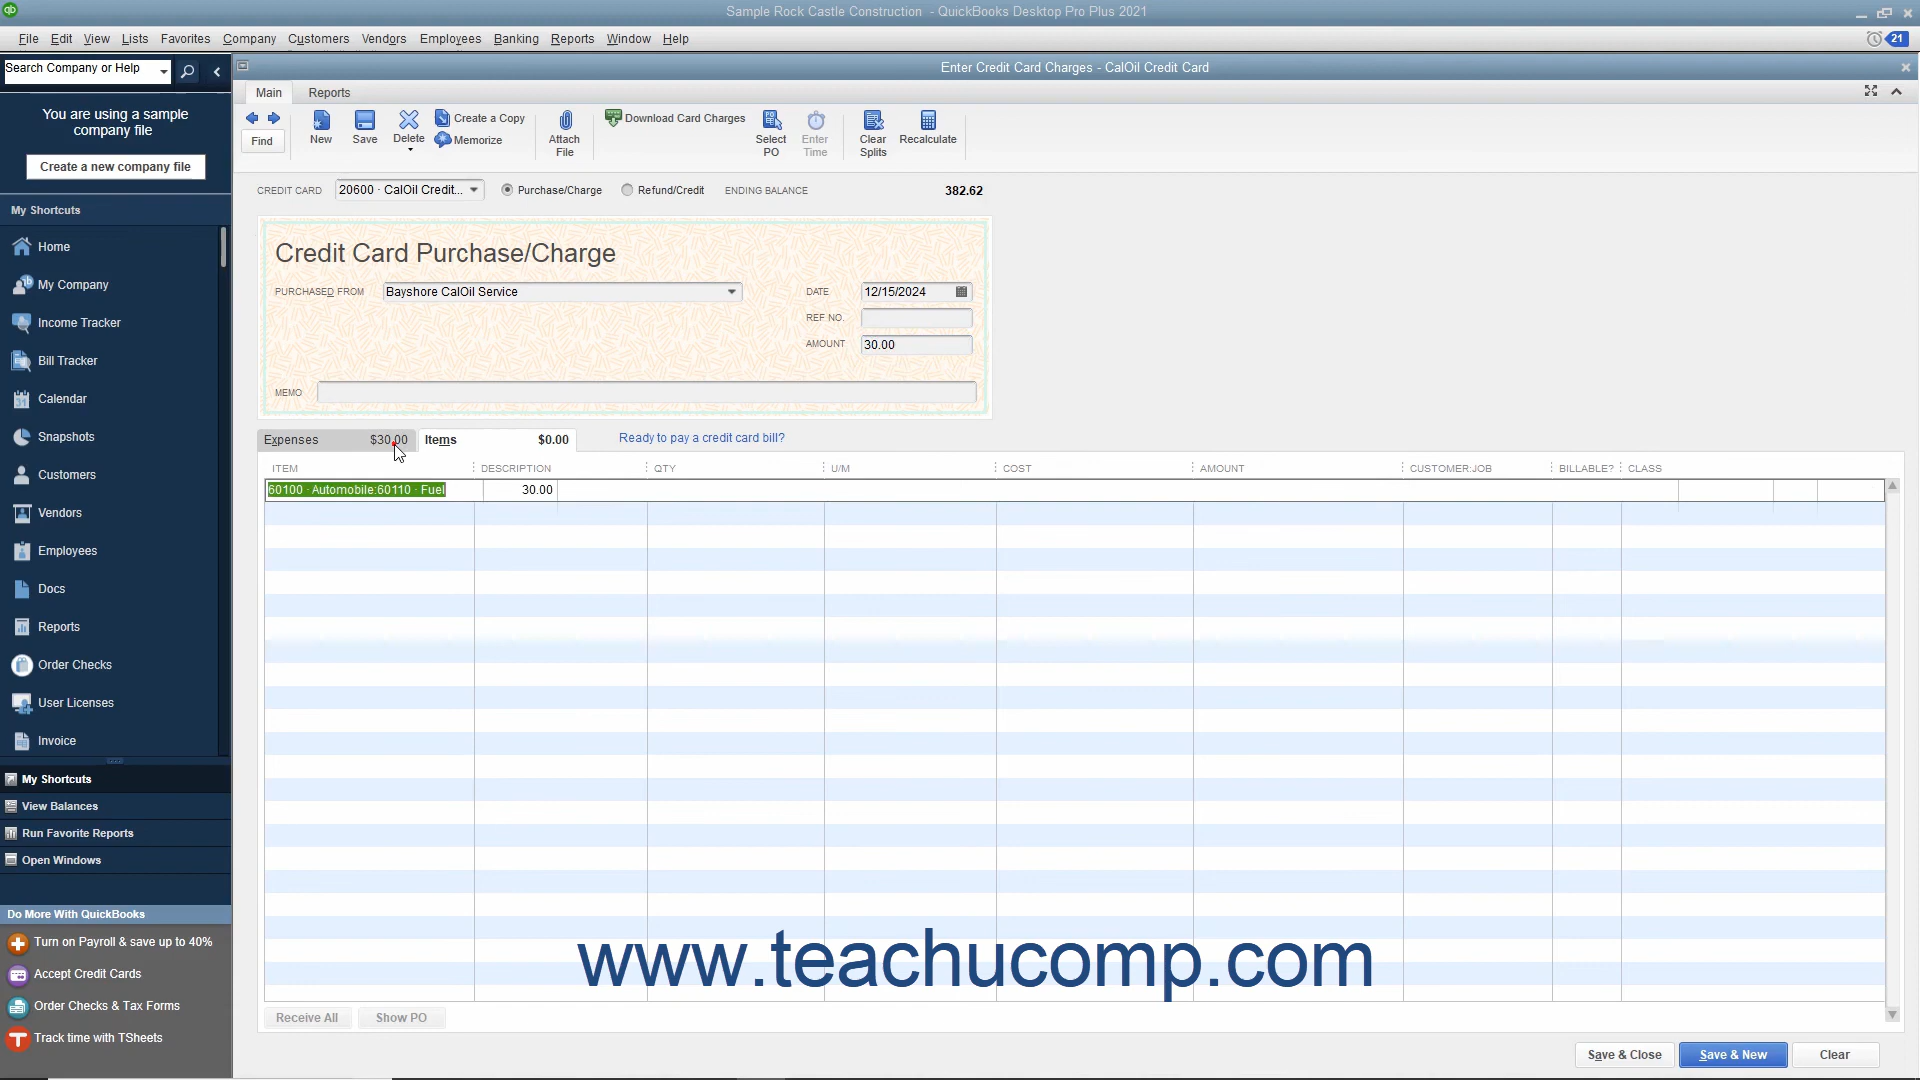 Sample Rock Castle Construction - QuickBooks Desktop Pro Plus 2021
File Edit View Lists Favorites Company Customers Vendors Employees Banking Reports Window Help
21
Search Company or Help
You are using a sample
company file
Create a new company file
My Shortcuts
Home
My Company
Income Tracker
Bill Tracker
Calendar
Snapshots
Customers
Vendors
Employees
Docs
Reports
Order Checks
User Licenses
Invoice
My Shortcuts
View Balances
Run Favorite Reports
Open Windows
Do More With QuickBooks
Turn on Payroll & save up to 40%
Accept Credit Cards
Order Checks & Tax Forms
Track time with TSheets
Enter Credit Card Charges - CalOil Credit Card
Main Reports
Find
New
Save
Delete
Create a Copy
Memorize
Attach
File
Download Card Charges
Select
PO
Enter
Time
Clear
Splits
Recalculate
CREDIT CARD 20600 · CalOil Credit... Purchase/Charge Refund/Credit ENDING BALANCE 382.62
Credit Card Purchase/Charge
PURCHASED FROM Bayshore CalOil Service DATE 12/15/2024
REF NO.
AMOUNT 30.00
MEMO
Expenses $30.00 Items $0.00 Ready to pay a credit card bill?
ITEM DESCRIPTION QTY U/M COST AMOUNT CUSTOMER:JOB BILLABLE? CLASS
60100 · Automobile:60110 · Fuel 30.00
www.teachucomp.com
Receive All Show PO
Save & Close Save & New Clear